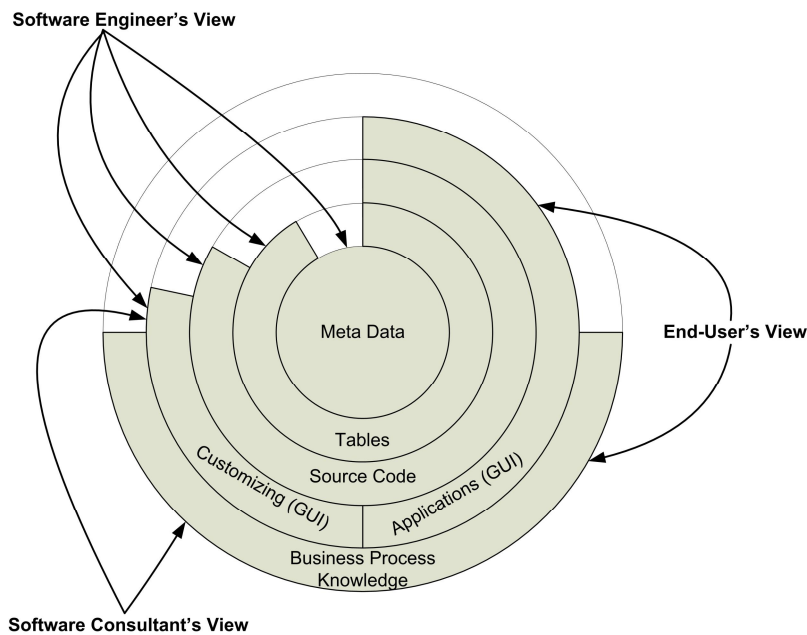 Software Engineer's View
Meta Data
End-User's View
Tables
Source Code
Customizing (GUI)
Applications (GUI)
Business Process
Knowledge
Software Consultant's View